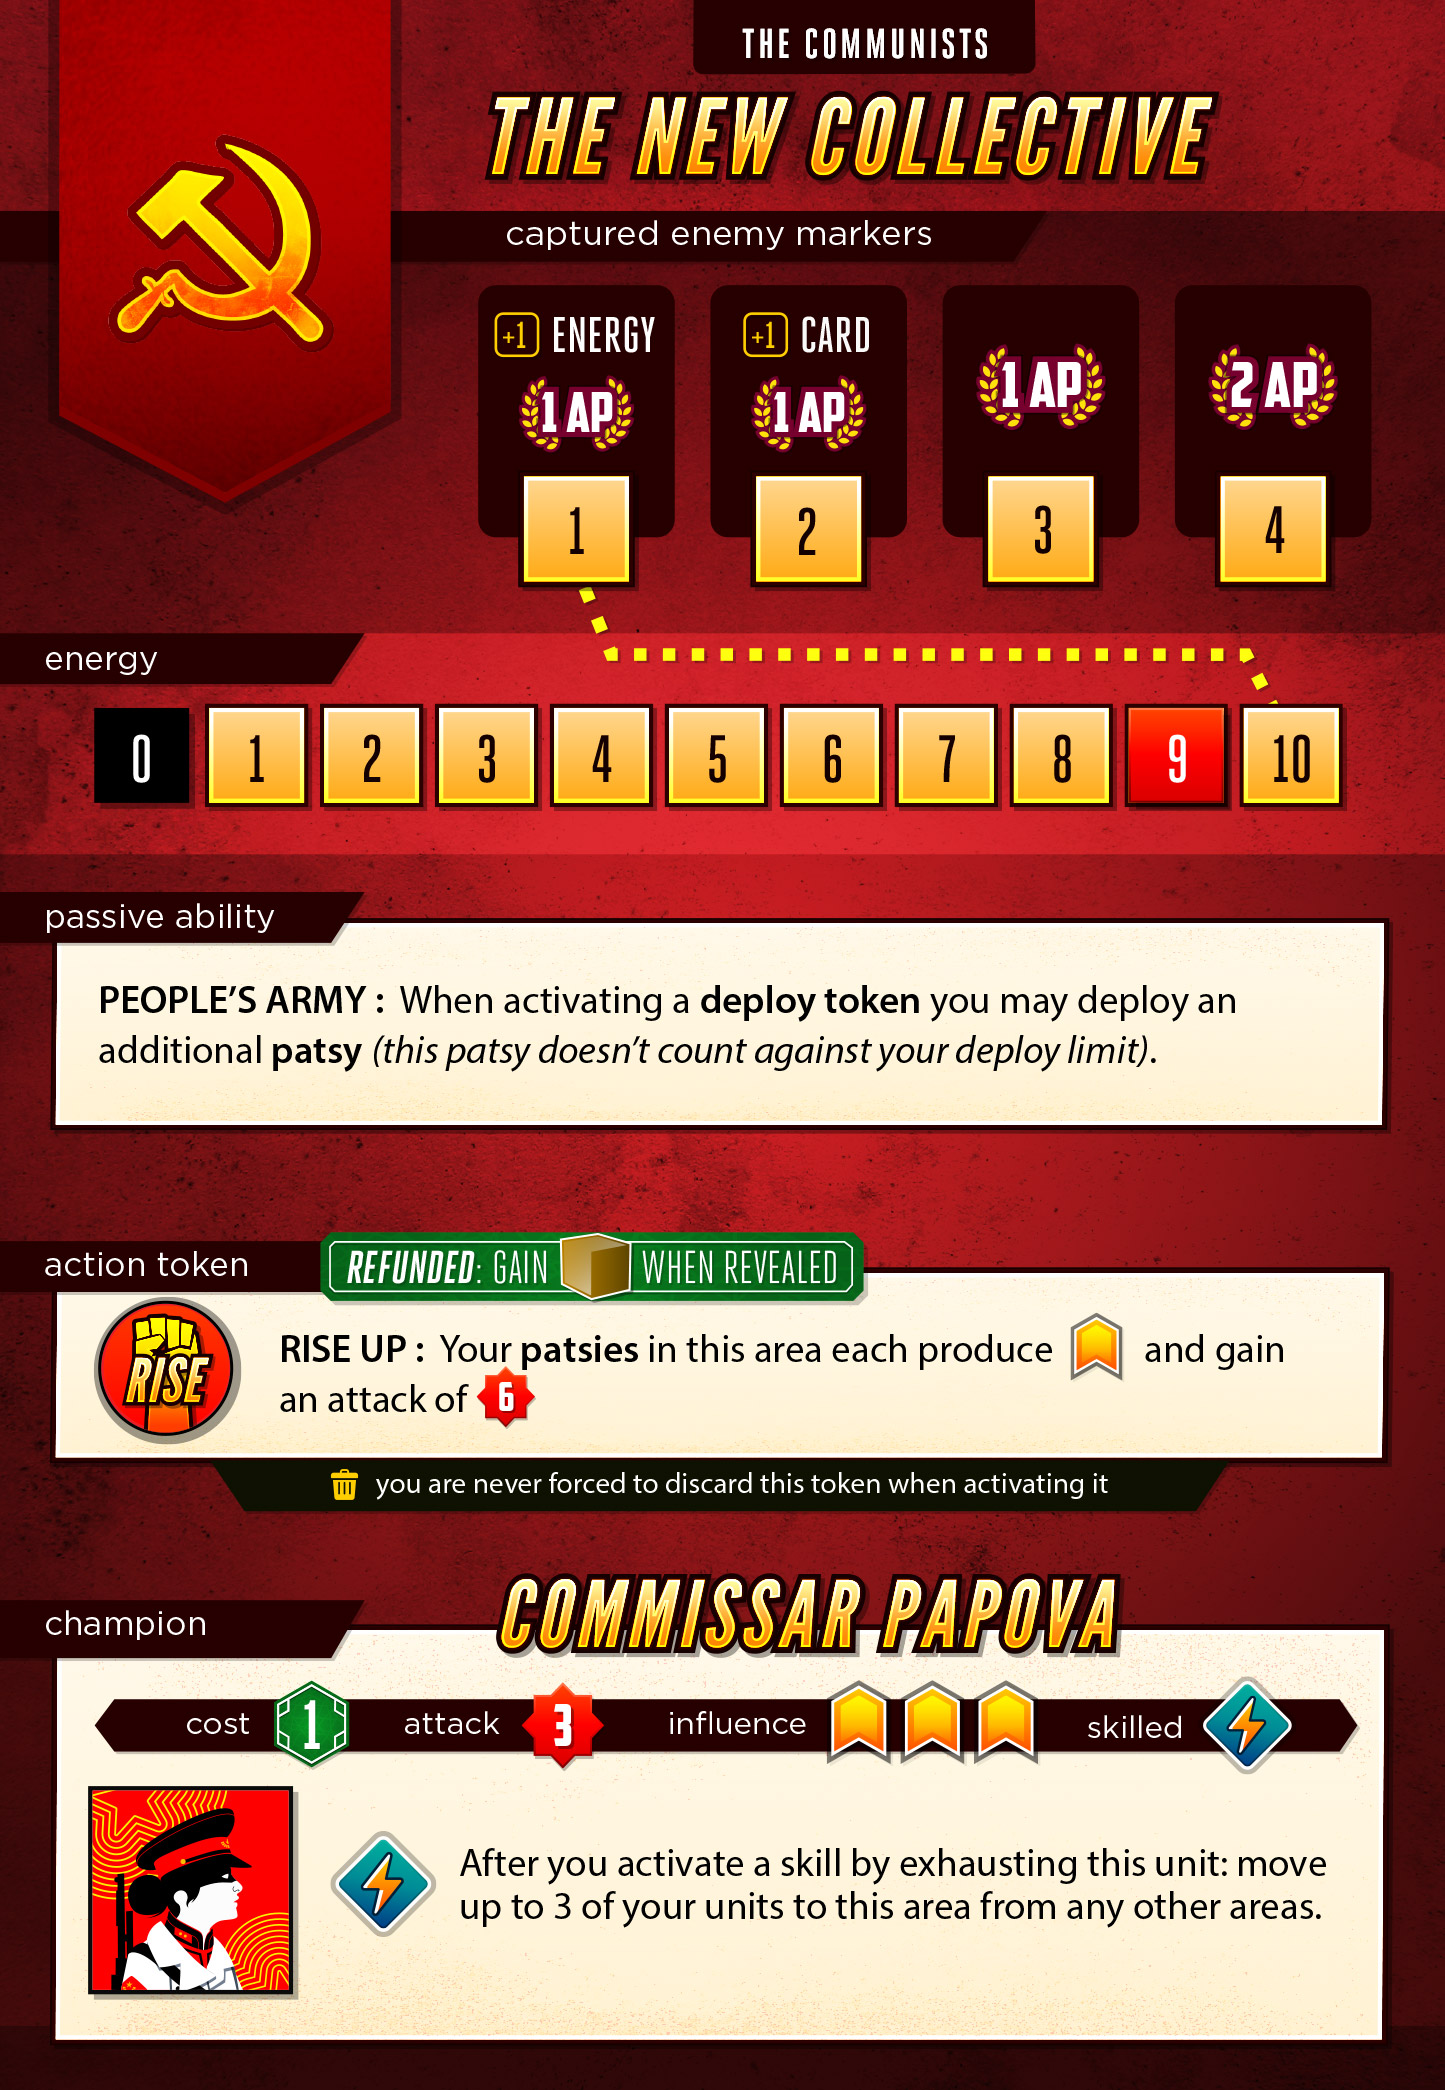 THE COMMUNISTS
THE NEW COLLECTIVE
captured enemy markers
+1 ENERGY
1 AP
1
+1 CARD
1 AP
2
1 AP
3
2 AP
4
energy
0 1 2 3 4 5 6 7 8 9 10
passive ability
PEOPLE'S ARMY : When activating a deploy token you may deploy an
additional patsy (this patsy doesn't count against your deploy limit).
action token
REFUNDED: GAIN WHEN REVEALED
RISE
RISE UP : Your patsies in this area each produce and gain
an attack of 6
you are never forced to discard this token when activating it
champion
COMMISSAR PAPOVA
cost 1 attack 3 influence skilled
After you activate a skill by exhausting this unit: move
up to 3 of your units to this area from any other areas.